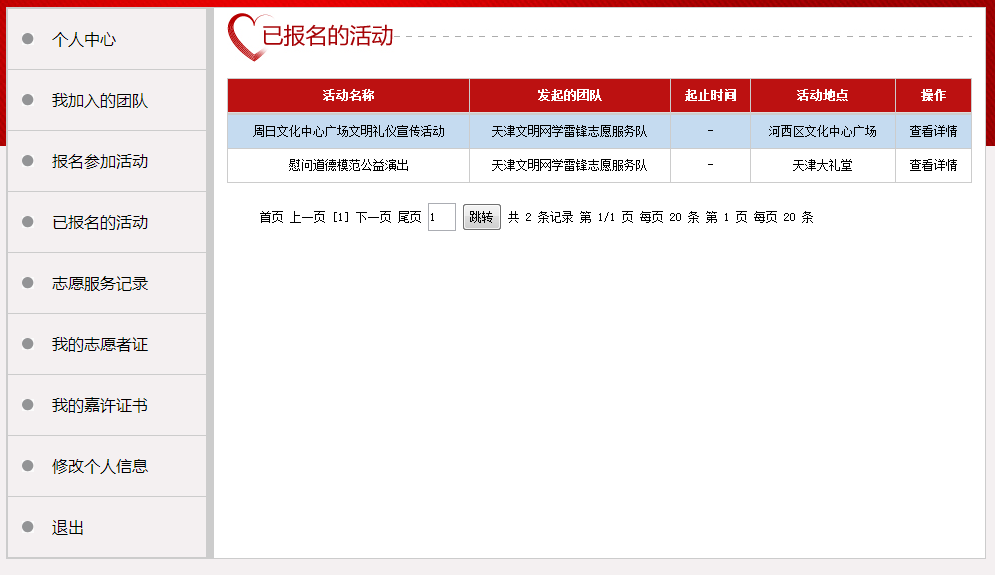 个人中心
我加入的团队
报名参加活动
已报名的活动
志愿服务记录
我的志愿者证
我的嘉许证书
修改个人信息
退出
已报名的活动
活动名称 发起的团队 起止时间 活动地点 操作
周日文化中心广场文明礼仪宣传活动 天津文明网学雷锋志愿服务队 - 河西区文化中心广场 查看详情
慰问道德模范公益演出 天津文明网学雷锋志愿服务队 - 天津大礼堂 查看详情
首页 上一页 [1] 下一页 尾页 1 跳转 共 2 条记录 第 1/1 页 每页 20 条 第 1 页 每页 20 条